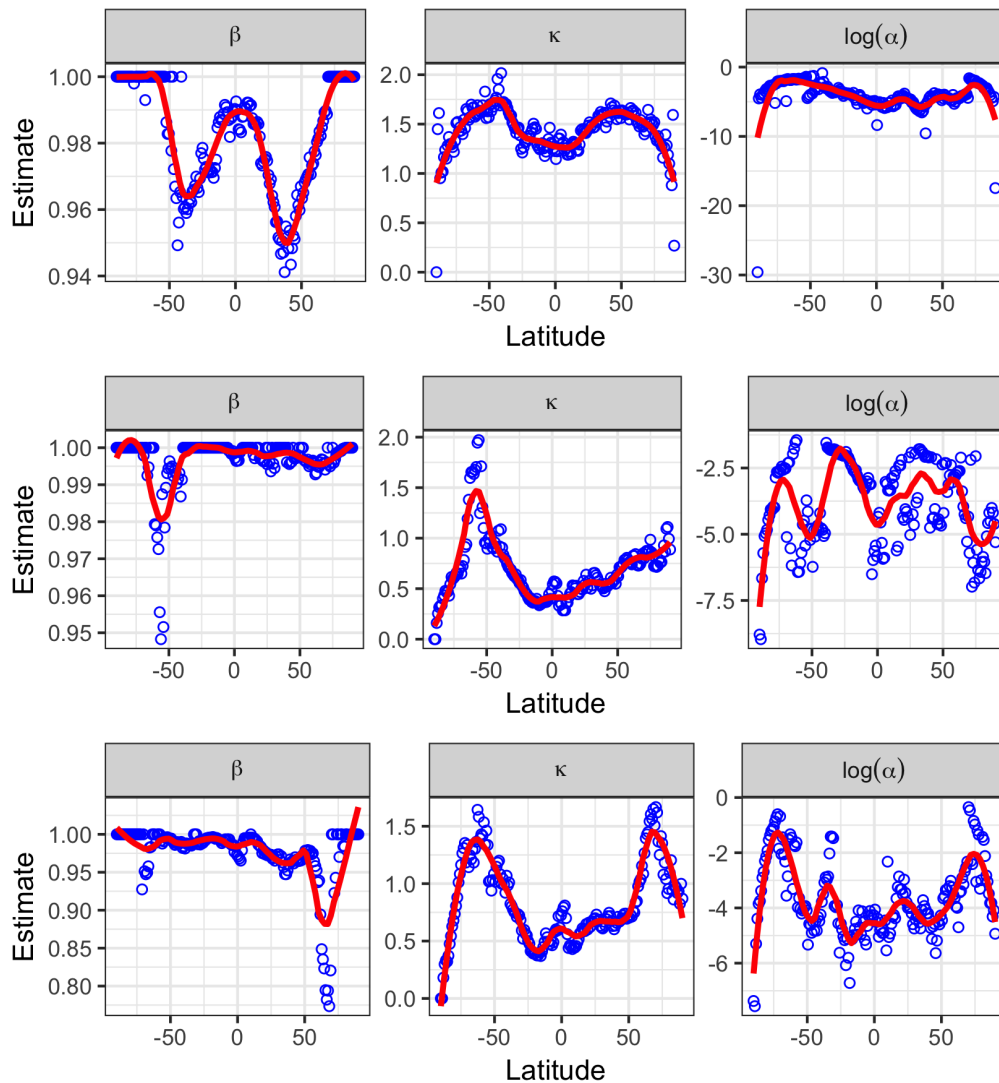 β κ log(α)
Estimate
1.00 0.98 0.96 0.94
2.0 1.5 1.0 0.5 0.0
0 -10 -20 -30
-50 0 50 -50 0 50 -50 0 50
Latitude
β κ log(α)
Estimate
1.00 0.99 0.98 0.97 0.96 0.95
2.0 1.5 1.0 0.5 0.0
-2.5 -5.0 -7.5
-50 0 50 -50 0 50 -50 0 50
Latitude
β κ log(α)
Estimate
1.00 0.95 0.90 0.85 0.80
1.5 1.0 0.5 0.0
0 -2 -4 -6
-50 0 50 -50 0 50 -50 0 50
Latitude